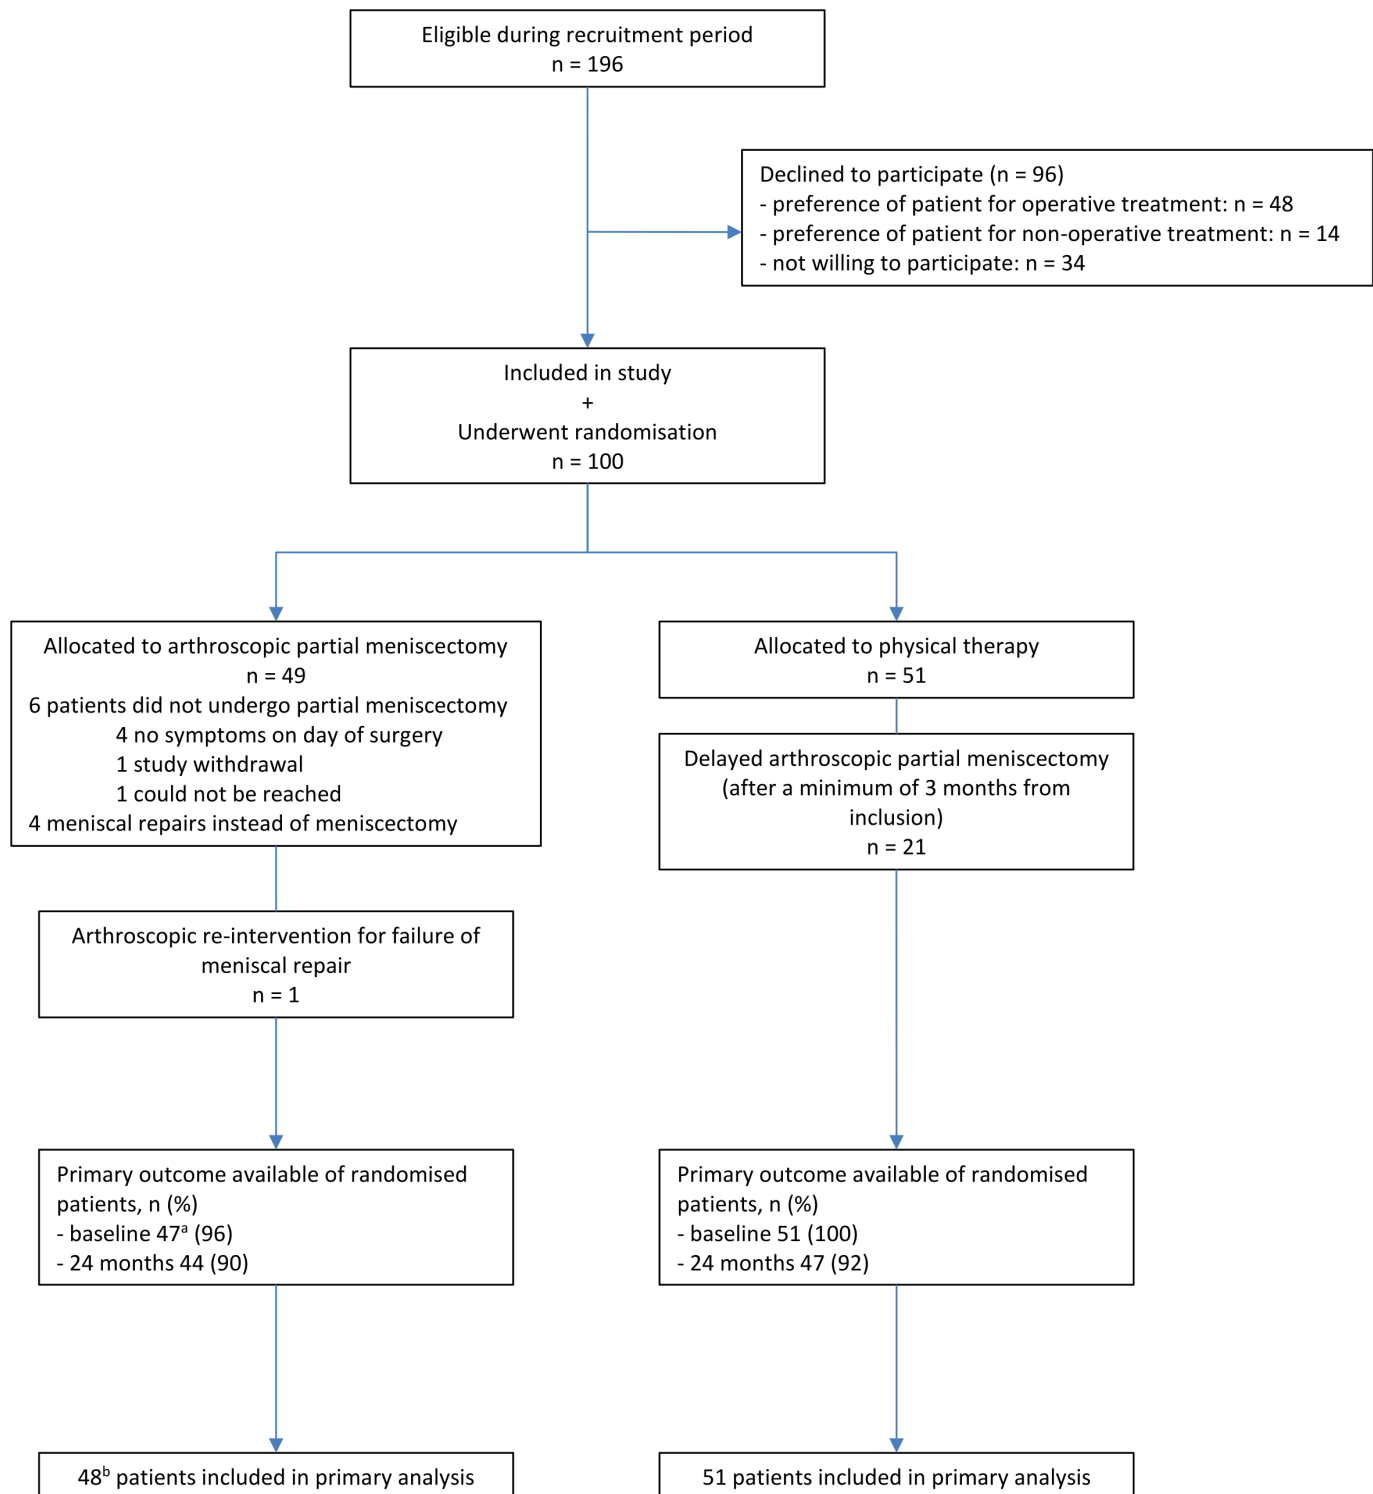 Eligible during recruitment period
n = 196
Declined to participate (n = 96)
- preference of patient for operative treatment: n = 48
- preference of patient for non-operative treatment: n = 14
- not willing to participate: n = 34
Included in study
+
Underwent randomisation
n = 100
Allocated to arthroscopic partial meniscectomy
n = 49
6 patients did not undergo partial meniscectomy
4 no symptoms on day of surgery
1 study withdrawal
1 could not be reached
4 meniscal repairs instead of meniscectomy
Allocated to physical therapy
n = 51
Delayed arthroscopic partial meniscectomy
(after a minimum of 3 months from
inclusion)
n = 21
Arthroscopic re-intervention for failure of
meniscal repair
n = 1
Primary outcome available of randomised
patients, n (%)
- baseline 47ᵃ (96)
- 24 months 44 (90)
Primary outcome available of randomised
patients, n (%)
- baseline 51 (100)
- 24 months 47 (92)
48ᵇ patients included in primary analysis
51 patients included in primary analysis